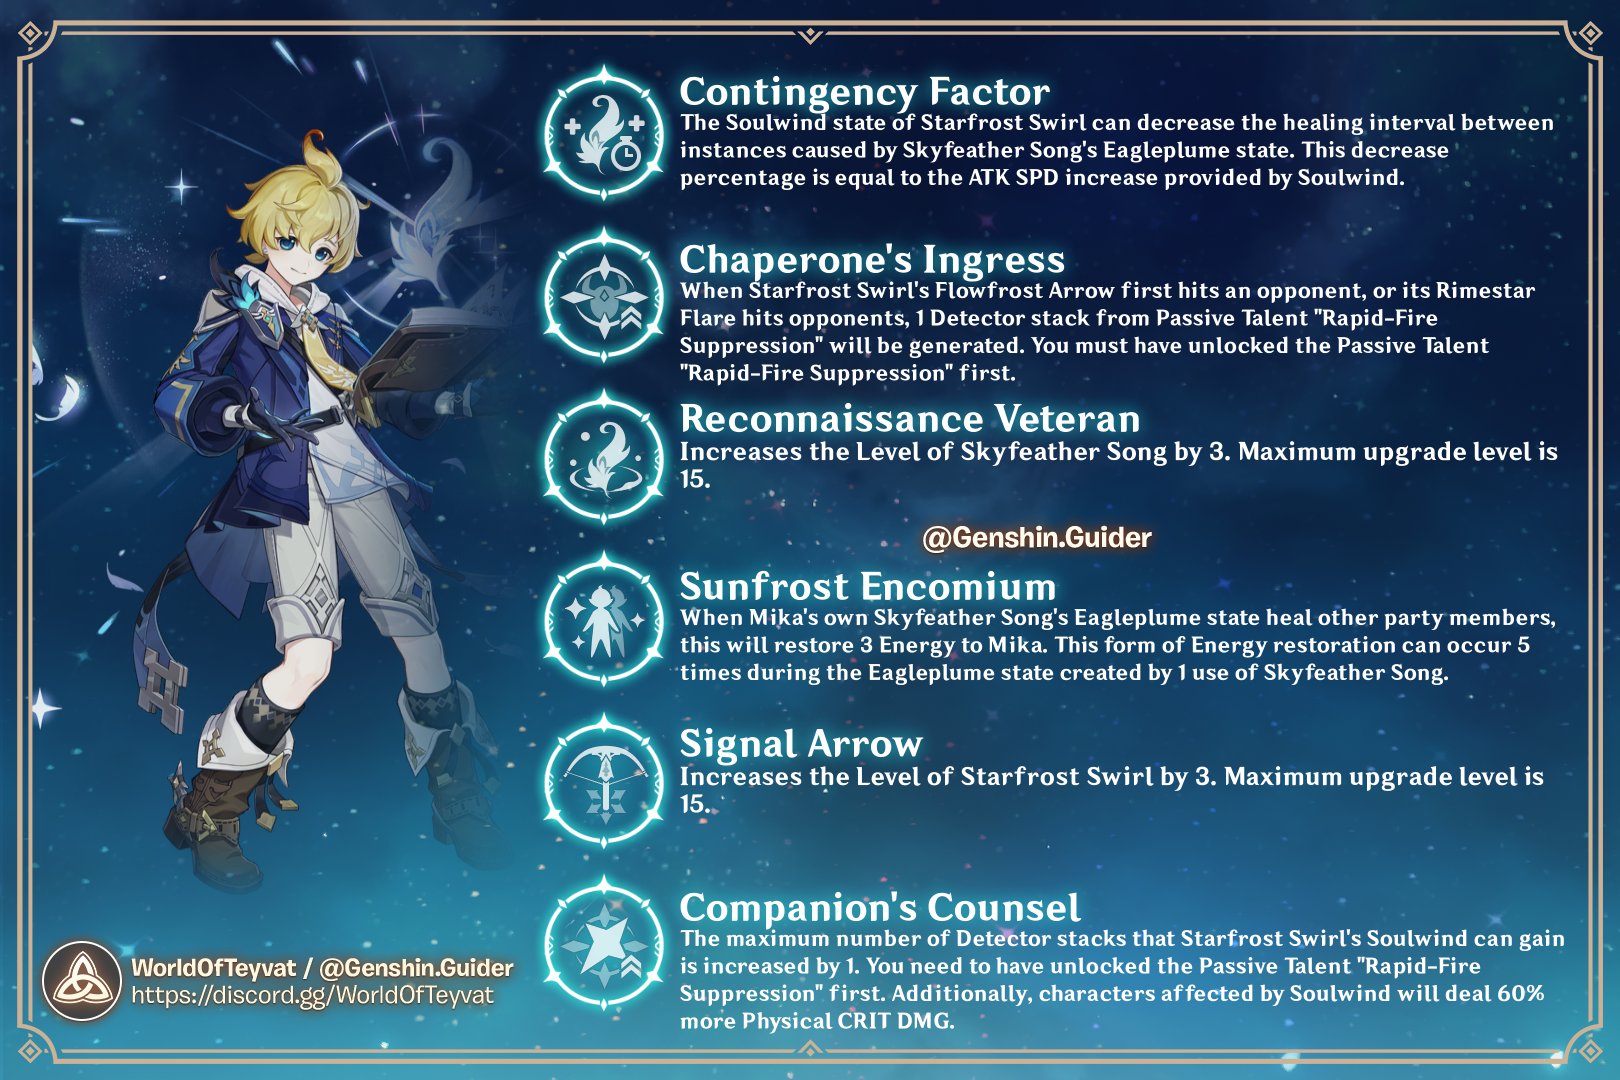 Contingency Factor
The Soulwind state of Starfrost Swirl can decrease the healing interval between
instances caused by Skyfeather Song's Eagleplume state. This decrease
percentage is equal to the ATK SPD increase provided by Soulwind.
Chaperone's Ingress
When Starfrost Swirl's Flowfrost Arrow first hits an opponent, or its Rimestar
Flare hits opponents, 1 Detector stack from Passive Talent "Rapid-Fire
Suppression" will be generated. You must have unlocked the Passive Talent
"Rapid-Fire Suppression" first.
Reconnaissance Veteran
Increases the Level of Skyfeather Song by 3. Maximum upgrade level is
15.
@Genshin.Guider
Sunfrost Encomium
When Mika's own Skyfeather Song's Eagleplume state heal other party members,
this will restore 3 Energy to Mika. This form of Energy restoration can occur 5
times during the Eagleplume state created by 1 use of Skyfeather Song.
Signal Arrow
Increases the Level of Starfrost Swirl by 3. Maximum upgrade level is
15.
Companion's Counsel
The maximum number of Detector stacks that Starfrost Swirl's Soulwind can gain
is increased by 1. You need to have unlocked the Passive Talent "Rapid-Fire
Suppression" first. Additionally, characters affected by Soulwind will deal 60%
more Physical CRIT DMG.
WorldOfTeyvat / @Genshin.Guider
https://discord.gg/WorldOfTeyvat